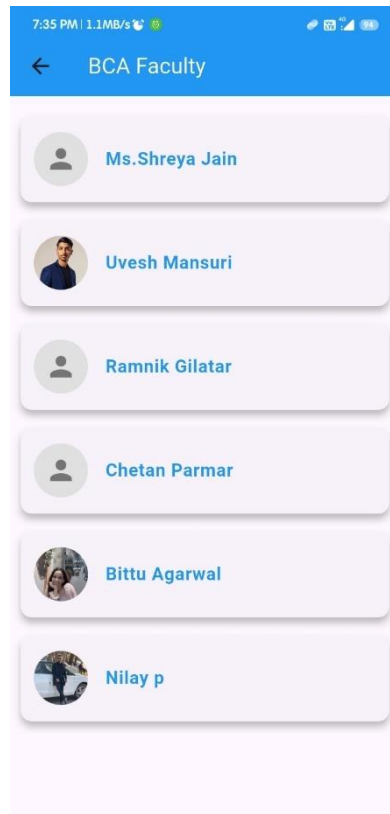 7:35 PM | 1.1MB/s
94
BCA Faculty
Ms.Shreya Jain
Uvesh Mansuri
Ramnik Gilatar
Chetan Parmar
Bittu Agarwal
Nilay p